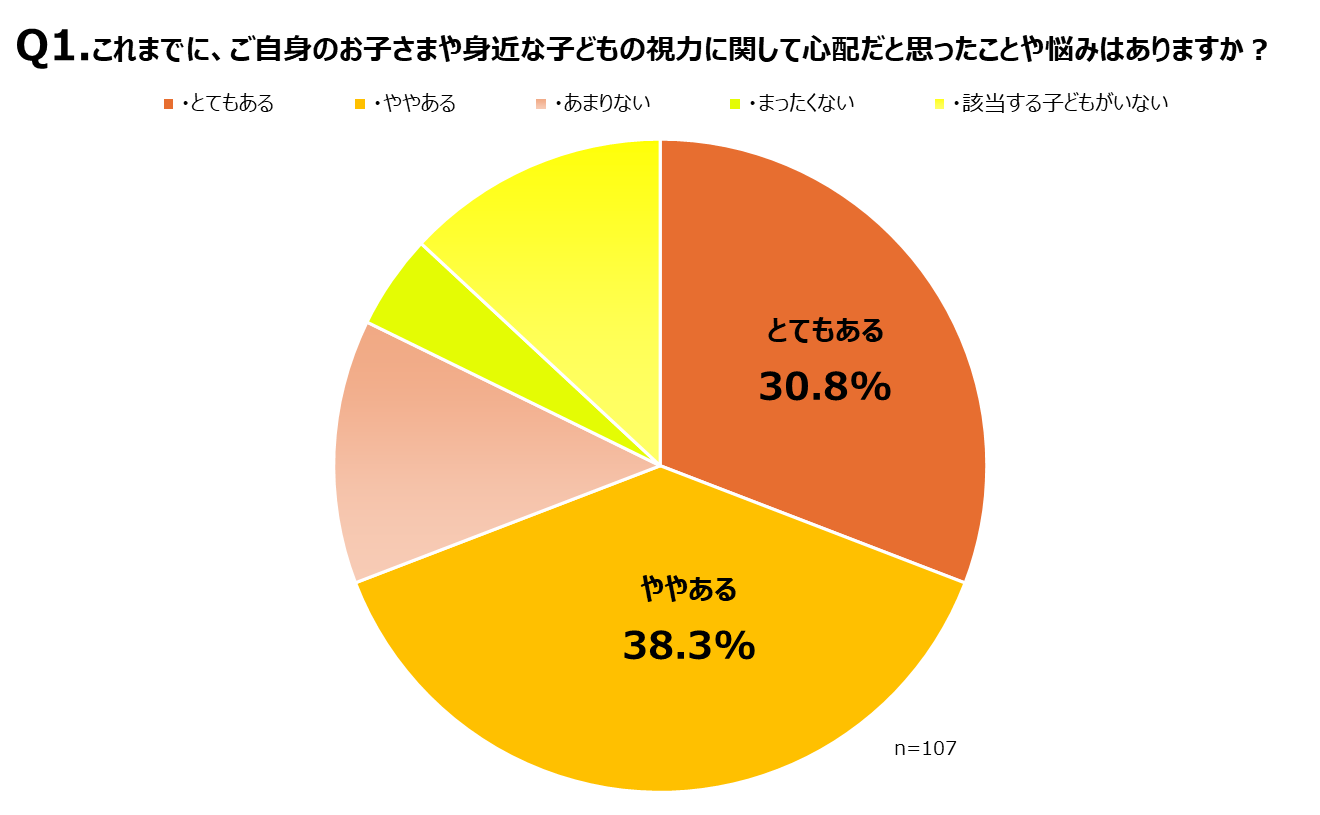 Q1.これまでに、ご自身のお子さまや身近な子どもの視力に関して心配だと思ったことや悩みはありますか？
・とてもある ・ややある ・あまりない ・まったくない ・該当する子どもがいない
とてもある
30.8%
ややある
38.3%
n=107